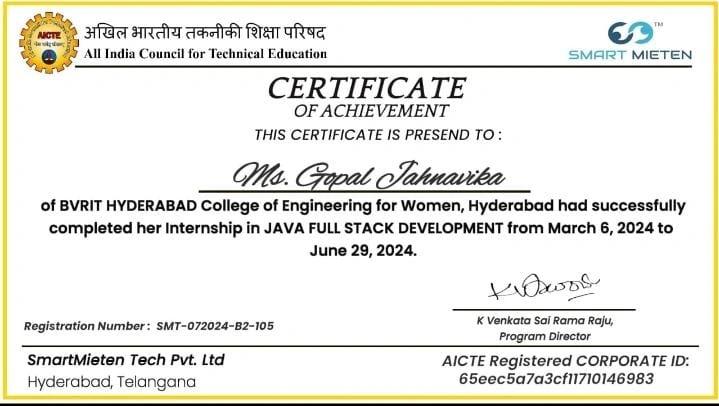 AICTE
अखिल भारतीय तकनीकी शिक्षा परिषद
All India Council for Technical Education
TM
SMART MIETEN
CERTIFICATE
OF ACHIEVEMENT
THIS CERTIFICATE IS PRESEND TO :
Ms. Gopal Jahnavika
of BVRIT HYDERABAD College of Engineering for Women, Hyderabad had successfully
completed her Internship in JAVA FULL STACK DEVELOPMENT from March 6, 2024 to
June 29, 2024.
Registration Number : SMT-072024-B2-105
K Venkata Sai Rama Raju,
Program Director
SmartMieten Tech Pvt. Ltd
Hyderabad, Telangana
AICTE Registered CORPORATE ID:
65eec5a7a3cf11710146983